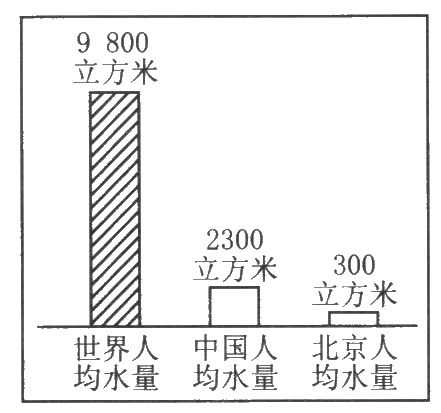 9 800
立方米
2300
立方米
300
立方米
世界人
均水量
中国人
均水量
北京人
均水量